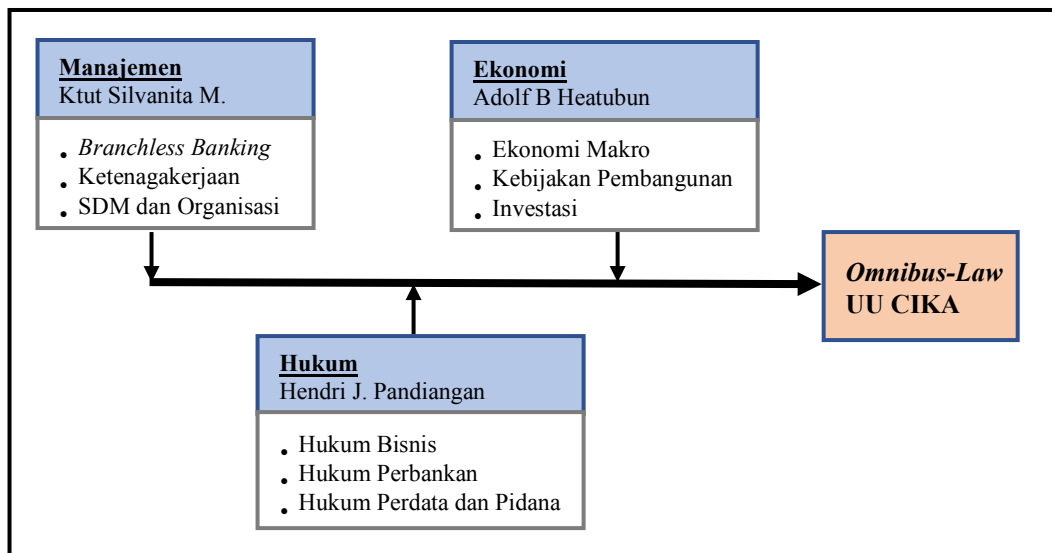 Manajemen
Ktut Silvanita M.
• Branchless Banking
• Ketenagakerjaan
• SDM dan Organisasi
Ekonomi
Adolf B Heatubun
• Ekonomi Makro
• Kebijakan Pembangunan
• Investasi
Omnibus-Law
UU CIKA
Hukum
Hendri J. Pandiangan
• Hukum Bisnis
• Hukum Perbankan
• Hukum Perdata dan Pidana